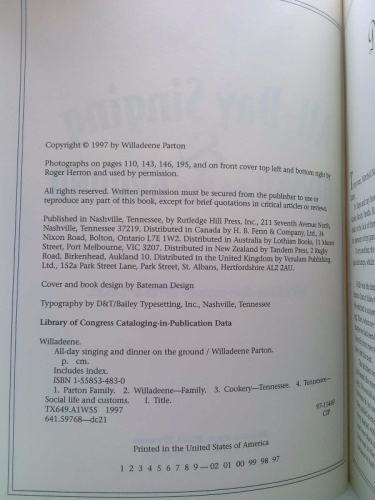 Copyright © 1997 by Willadeene Parton
Photographs on pages 110, 143, 146, 195, and on front cover top left and bottom right by
Roger Herron and used by permission.
All rights reserved. Written permission must be secured from the publisher to use or
reproduce any part of this book, except for brief quotations in critical articles or reviews.
Published in Nashville, Tennessee, by Rutledge Hill Press, Inc., 211 Seventh Avenue North,
Nashville, Tennessee 37219. Distributed in Canada by H. B. Fenn & Company, Ltd., 34
Nixon Road, Bolton, Ontario L7E 1W2. Distributed in Australia by Lothian Books, 11 Munro
Street, Port Melbourne, VIC 3207. Distributed in New Zealand by Tandem Press, 2 Rugby
Road, Birkenhead, Aukland 10. Distributed in the United Kingdom by Verulam Publishing,
Ltd., 152a Park Street Lane, Park Street, St. Albans, Hertfordshire AL2 2AU.
Cover and book design by Bateman Design
Typography by D&T/Bailey Typesetting, Inc., Nashville, Tennessee
Library of Congress Cataloging-in-Publication Data
Willadeene.
All-day singing and dinner on the ground / Willadeene Parton.
p. cm.
Includes index.
ISBN 1-55853-483-0
1. Parton Family. 2. Willadeene—Family. 3. Cookery—Tennessee. 4. Tennessee—
Social life and customs. I. Title.
TX649.A1W55 1997
641.59768—dc21
CIP
Printed in the United States of America
1 2 3 4 5 6 7 8 9 — 02 01 00 99 98 97